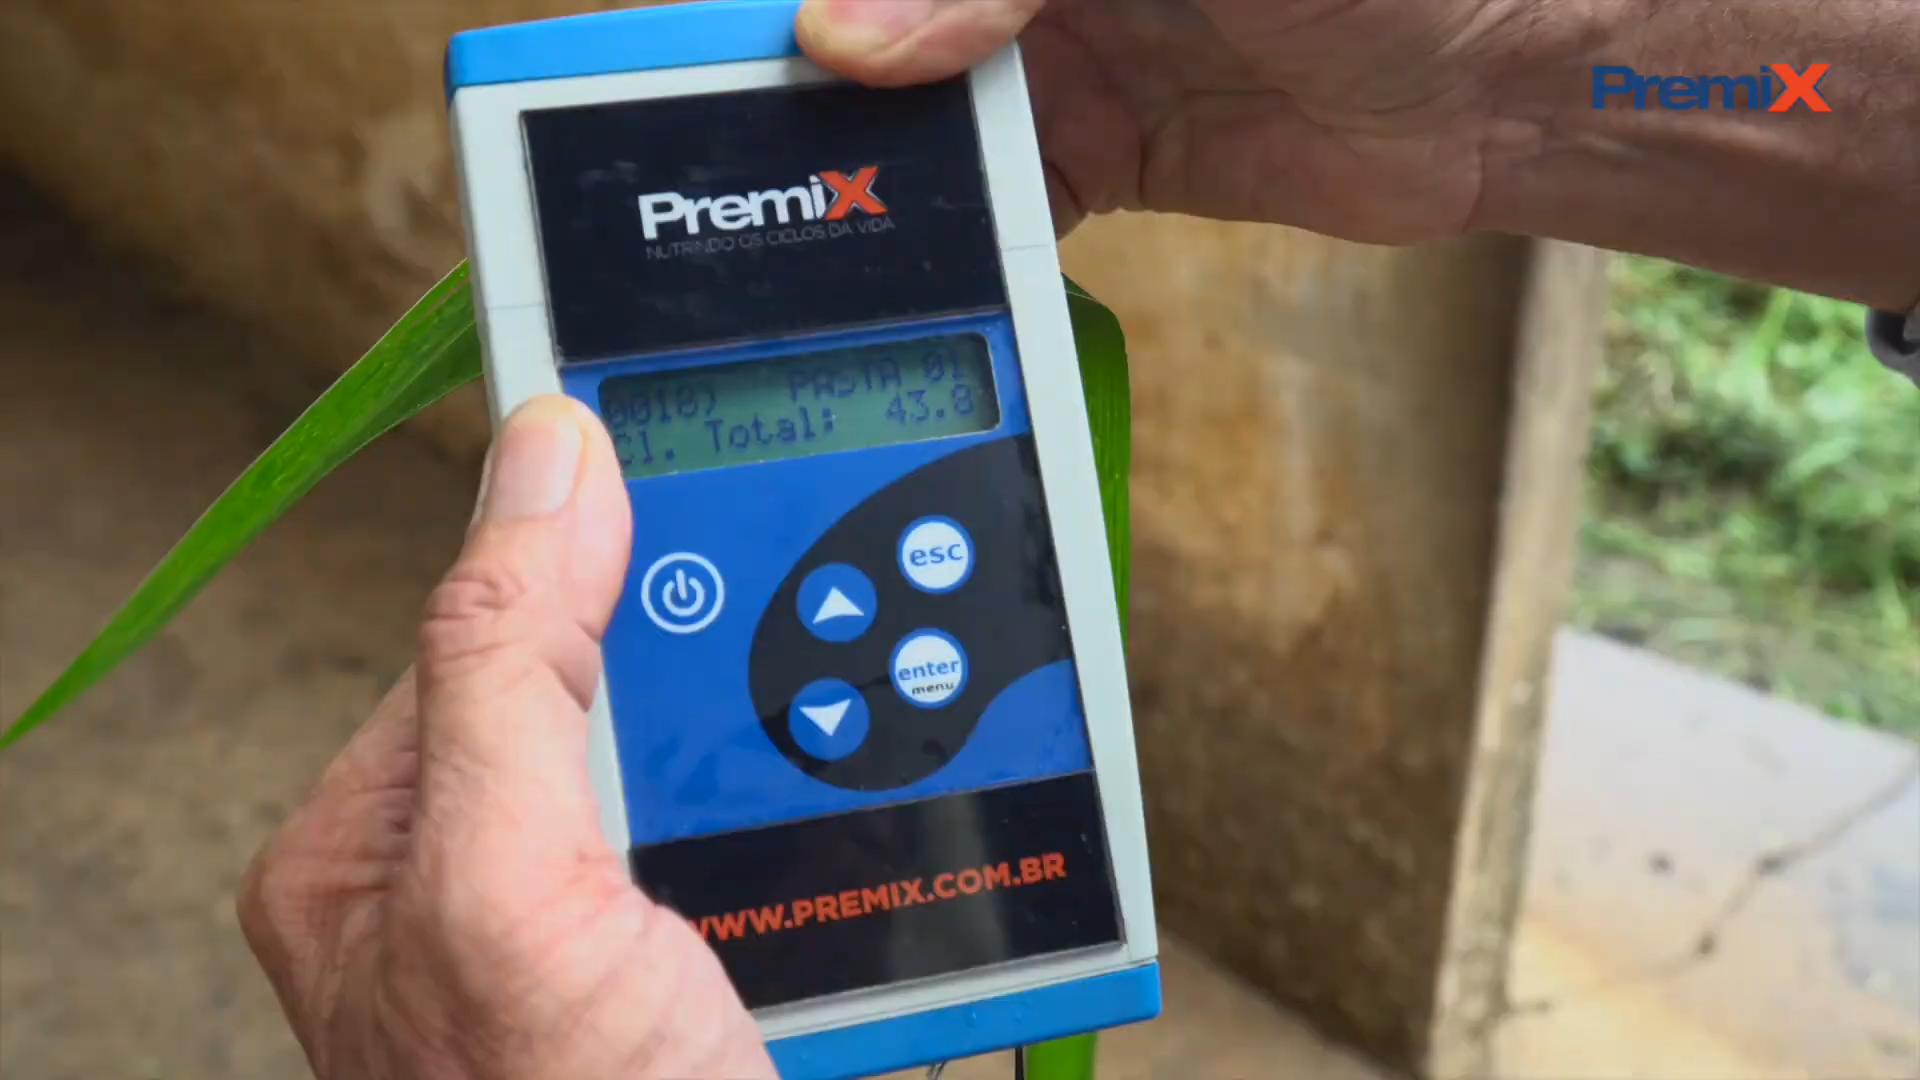 PremiX
PremiX
NUTRINDO OS CICLOS DA VIDA
0010) PASTA 01
Cl. Total: 43.8
esc
enter
menu
WWW.PREMIX.COM.BR